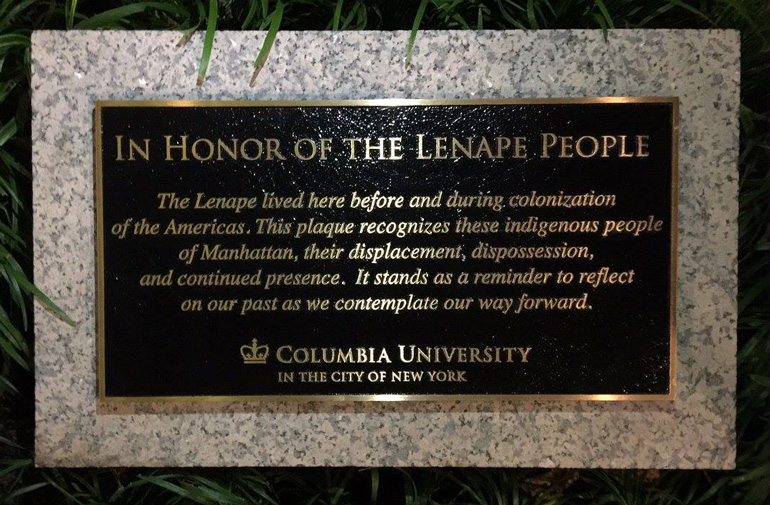 IN HONOR OF THE LENAPE PEOPLE
The Lenape lived here before and during colonization
of the Americas. This plaque recognizes these indigenous people
of Manhattan, their displacement, dispossession,
and continued presence. It stands as a reminder to reflect
on our past as we contemplate our way forward.
COLUMBIA UNIVERSITY
IN THE CITY OF NEW YORK